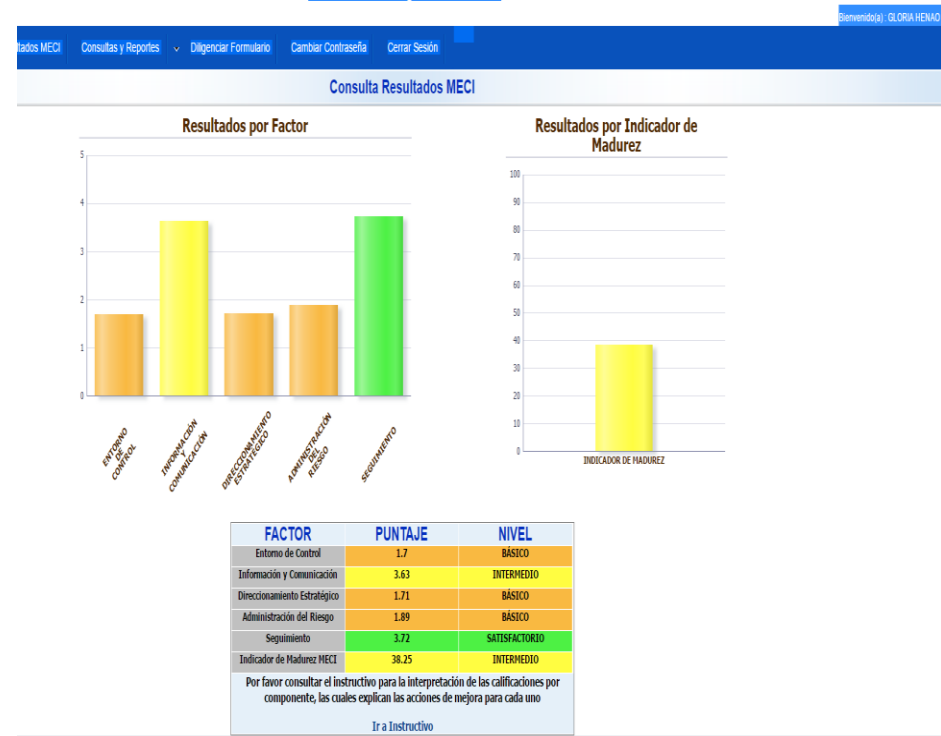 Bienvenido(a) : GLORIA HENAO
ltados MECI Consultas y Reportes Diligenciar Formulario Cambiar Contraseña Cerrar Sesión
Consulta Resultados MECI
Resultados por Factor
5
4
3
2
1
0
ENTORNO
DE
CONTROL
INFORMACIÓN
Y
COMUNICACIÓN
DIRECCIONAMIENTO
ESTRATÉGICO
ADMINISTRACIÓN
DEL
RIESGO
SEGUIMIENTO
Resultados por Indicador de
Madurez
100
90
80
70
60
50
40
30
20
10
0
INDICADOR DE MADUREZ
FACTOR PUNTAJE NIVEL
Entorno de Control 1.7 BÁSICO
Información y Comunicación 3.63 INTERMEDIO
Direccionamiento Estratégico 1.71 BÁSICO
Administración del Riesgo 1.89 BÁSICO
Seguimiento 3.72 SATISFACTORIO
Indicador de Madurez MECI 38.25 INTERMEDIO
Por favor consultar el instructivo para la interpretación de las calificaciones por
componente, las cuales explican las acciones de mejora para cada uno
Ir a Instructivo